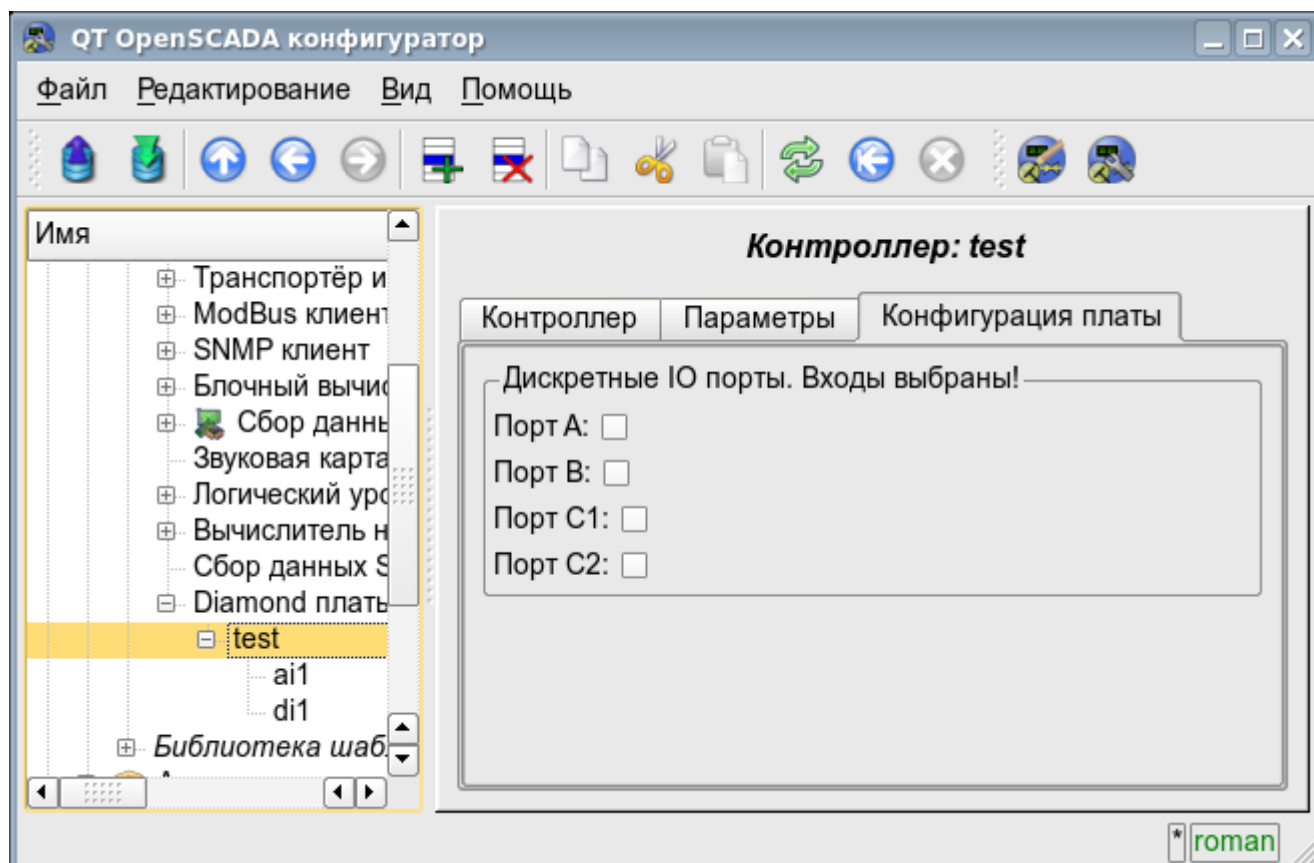 QT OpenSCADA конфигуратор
Файл Редактирование Вид Помощь
Имя
Транспортёр и
ModBus клиент
SNMP клиент
Блочный вычис
Сбор даннь
Звуковая карта
Логический уро
Вычислитель н
Сбор данных S
Diamond платы
test
ai1
di1
Библиотека шаб
Контроллер: test
Контроллер Параметры Конфигурация платы
Дискретные IO порты. Входы выбраны!
Порт A:
Порт B:
Порт C1:
Порт C2:
* roman